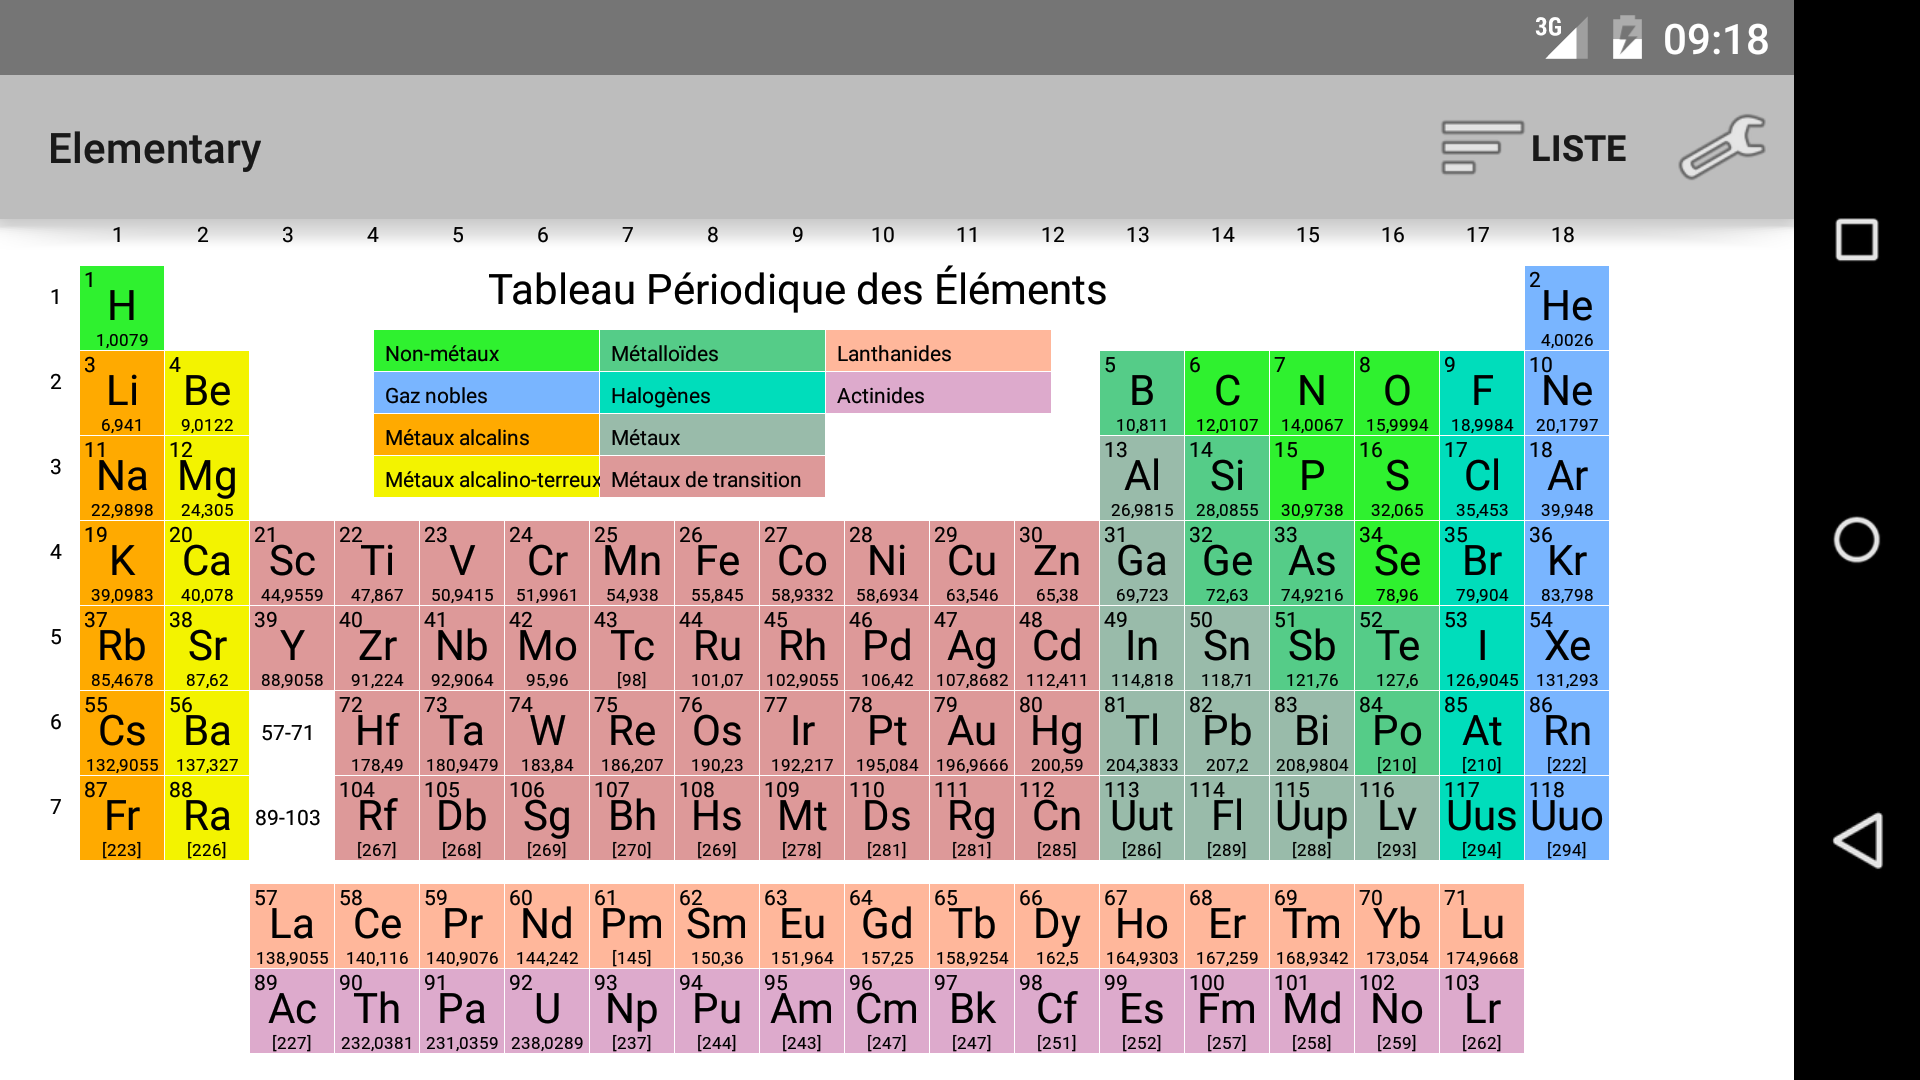 3G 09:18
Elementary LISTE
1 2 3 4 5 6 7 8 9 10 11 12 13 14 15 16 17 18
Tableau Périodique des Éléments
Non-métaux Métalloïdes Lanthanides
Gaz nobles Halogènes Actinides
Métaux alcalins Métaux
Métaux alcalino-terreux Métaux de transition
1 2
1 H He
1,0079 4,0026
3 4 5 6 7 8 9 10
2 Li Be B C N O F Ne
6,941 9,0122 10,811 12,0107 14,0067 15,9994 18,9984 20,1797
11 12 13 14 15 16 17 18
3 Na Mg Al Si P S Cl Ar
22,9898 24,305 26,9815 28,0855 30,9738 32,065 35,453 39,948
19 20 21 22 23 24 25 26 27 28 29 30 31 32 33 34 35 36
4 K Ca Sc Ti V Cr Mn Fe Co Ni Cu Zn Ga Ge As Se Br Kr
39,0983 40,078 44,9559 47,867 50,9415 51,9961 54,938 55,845 58,9332 58,6934 63,546 65,38 69,723 72,63 74,9216 78,96 79,904 83,798
37 38 39 40 41 42 43 44 45 46 47 48 49 50 51 52 53 54
5 Rb Sr Y Zr Nb Mo Tc Ru Rh Pd Ag Cd In Sn Sb Te I Xe
85,4678 87,62 88,9058 91,224 92,9064 95,96 [98] 101,07 102,9055 106,42 107,8682 112,411 114,818 118,71 121,76 127,6 126,9045 131,293
55 56 72 73 74 75 76 77 78 79 80 81 82 83 84 85 86
6 Cs Ba 57-71 Hf Ta W Re Os Ir Pt Au Hg Tl Pb Bi Po At Rn
132,9055 137,327 178,49 180,9479 183,84 186,207 190,23 192,217 195,084 196,9666 200,59 204,3833 207,2 208,9804 [210] [210] [222]
87 88 104 105 106 107 108 109 110 111 112 113 114 115 116 117 118
7 Fr Ra 89-103 Rf Db Sg Bh Hs Mt Ds Rg Cn Uut Fl Uup Lv Uus Uuo
[223] [226] [267] [268] [269] [270] [269] [278] [281] [281] [285] [286] [289] [288] [293] [294] [294]
57 58 59 60 61 62 63 64 65 66 67 68 69 70 71
La Ce Pr Nd Pm Sm Eu Gd Tb Dy Ho Er Tm Yb Lu
138,9055 140,116 140,9076 144,242 [145] 150,36 151,964 157,25 158,9254 162,5 164,9303 167,259 168,9342 173,054 174,9668
89 90 91 92 93 94 95 96 97 98 99 100 101 102 103
Ac Th Pa U Np Pu Am Cm Bk Cf Es Fm Md No Lr
[227] 232,0381 231,0359 238,0289 [237] [244] [243] [247] [247] [251] [252] [257] [258] [259] [262]